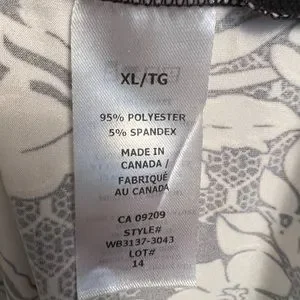 XL/TG
95% POLYESTER
5% SPANDEX
MADE IN
CANADA /
FABRIQUÉ
AU CANADA
CA 09209
STYLE#
WB3137-3043
LOT#
14